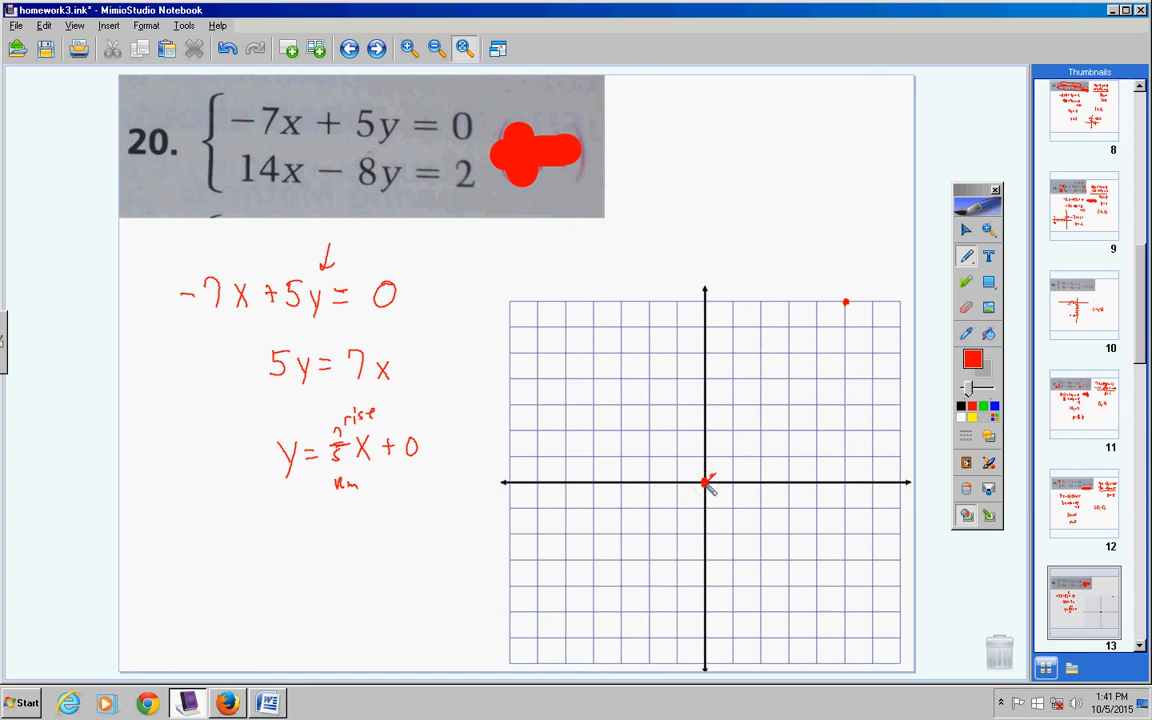 homework3.ink* - MimioStudio Notebook
File Edit View Insert Format Tools Help
Thumbnails
20. { -7x + 5y = 0
14x - 8y = 2
-7x + 5y = 0
5y = 7x
rise
y = 7/5 x + 0
Run
8
9
10
11
12
13
Start
1:41 PM
10/5/2015